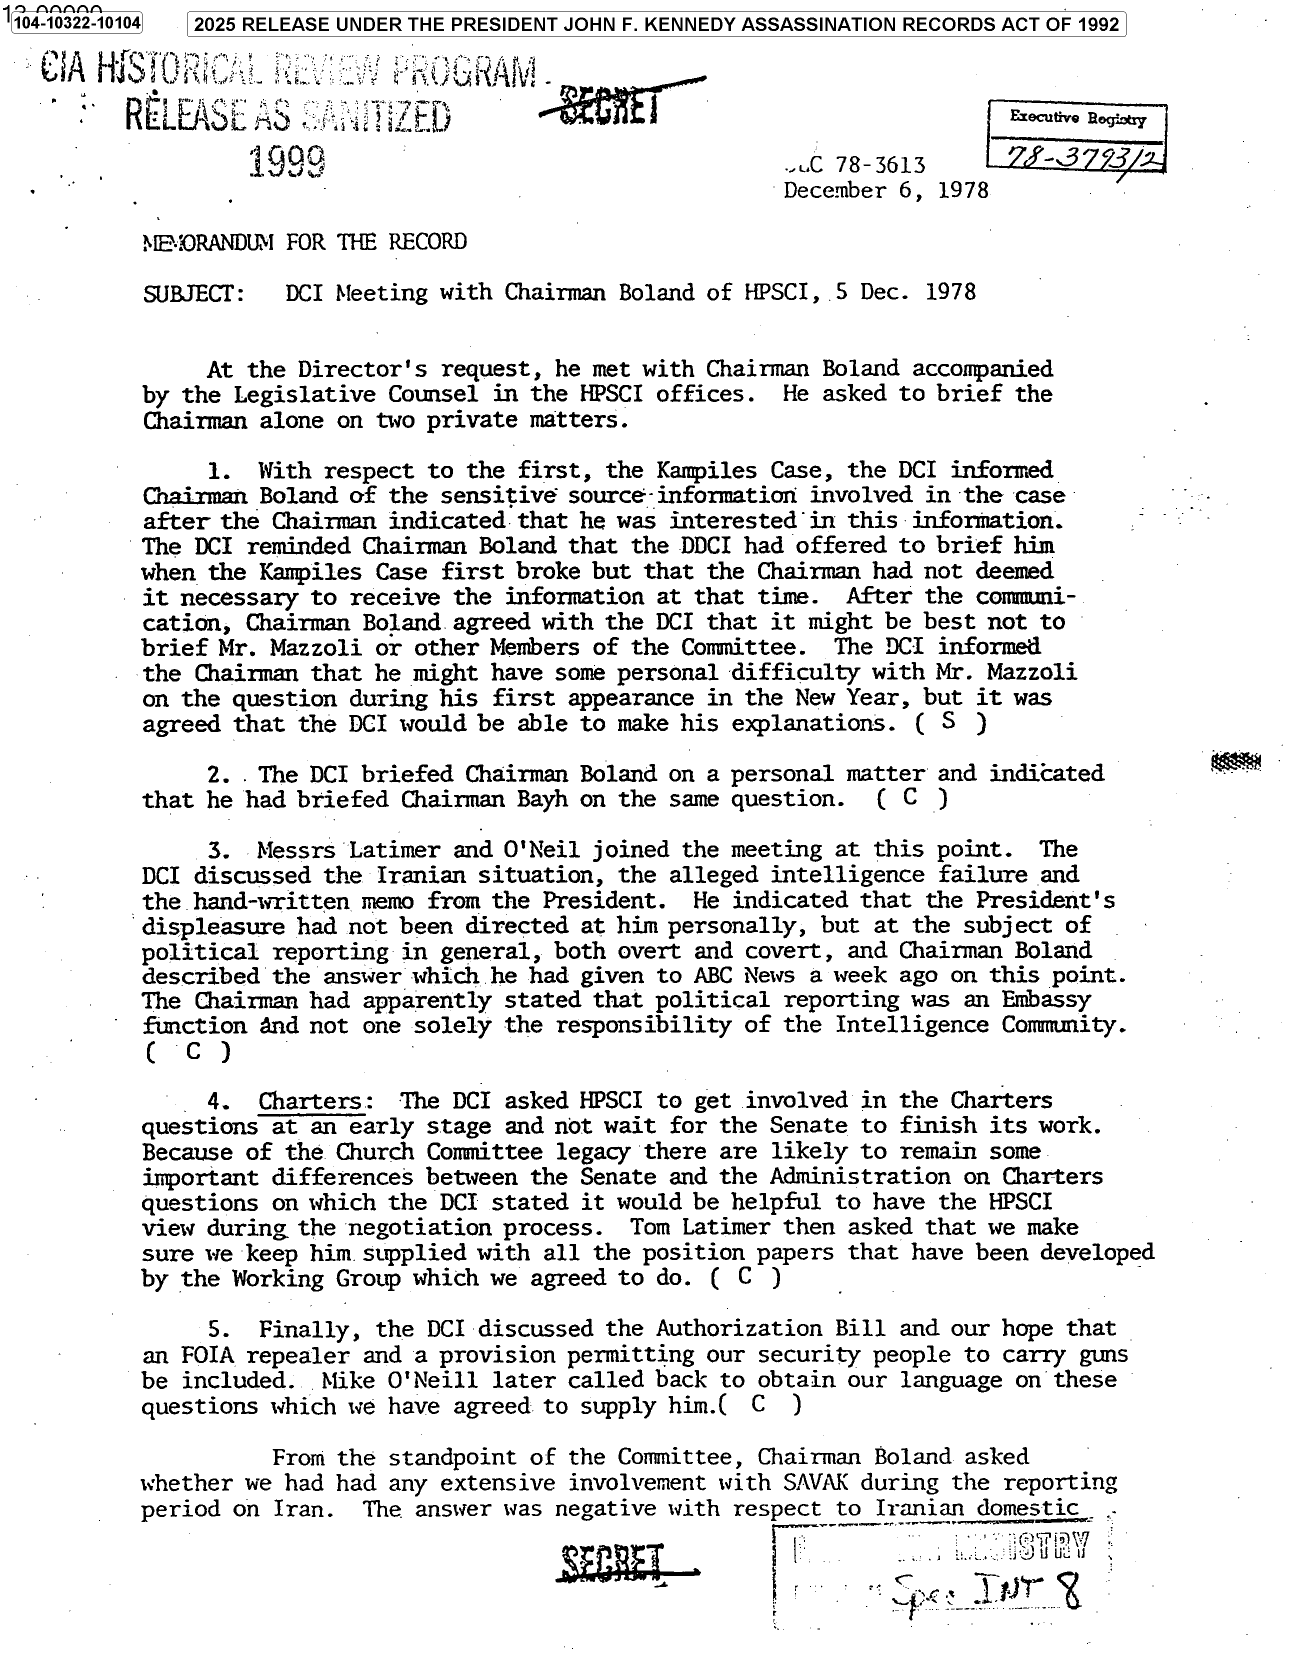 104-10322-10104
2025 RELEASE UNDER THE PRESIDENT JOHN F. KENNEDY ASSASSINATION RECORDS ACT OF 1992
CIA HISTORICAL REVIEW PROGRAM
RELEASE AS SANITIZED
1999
SECRET
Executive Registry
78-3793/2
C 78-3613
December 6, 1978
MEMORANDUM FOR THE RECORD
SUBJECT: DCI Meeting with Chairman Boland of HPSCI, 5 Dec. 1978
At the Director's request, he met with Chairman Boland accompanied
by the Legislative Counsel in the HPSCI offices. He asked to brief the
Chairman alone on two private matters.
1. With respect to the first, the Kampiles Case, the DCI informed
Chairman Boland of the sensitive source information involved in the case
after the Chairman indicated that he was interested in this information.
The DCI reminded Chairman Boland that the DDCI had offered to brief him
when the Kampiles Case first broke but that the Chairman had not deemed
it necessary to receive the information at that time. After the communi-
cation, Chairman Boland agreed with the DCI that it might be best not to
brief Mr. Mazzoli or other Members of the Committee. The DCI informed
the Chairman that he might have some personal difficulty with Mr. Mazzoli
on the question during his first appearance in the New Year, but it was
agreed that the DCI would be able to make his explanations. ( S )
2. The DCI briefed Chairman Boland on a personal matter and indicated
that he had briefed Chairman Bayh on the same question. ( C )
3. Messrs Latimer and O'Neil joined the meeting at this point. The
DCI discussed the Iranian situation, the alleged intelligence failure and
the hand-written memo from the President. He indicated that the President's
displeasure had not been directed at him personally, but at the subject of
political reporting in general, both overt and covert, and Chairman Boland
described the answer which he had given to ABC News a week ago on this point.
The Chairman had apparently stated that political reporting was an Embassy
function and not one solely the responsibility of the Intelligence Community.
( C )
4. Charters: The DCI asked HPSCI to get involved in the Charters
questions at an early stage and not wait for the Senate to finish its work.
Because of the Church Committee legacy there are likely to remain some
important differences between the Senate and the Administration on Charters
questions on which the DCI stated it would be helpful to have the HPSCI
view during the negotiation process. Tom Latimer then asked that we make
sure we keep him supplied with all the position papers that have been developed
by the Working Group which we agreed to do. ( C )
5. Finally, the DCI discussed the Authorization Bill and our hope that
an FOIA repealer and a provision permitting our security people to carry guns
be included. Mike O'Neill later called back to obtain our language on these
questions which we have agreed to supply him.( C )
From the standpoint of the Committee, Chairman Boland asked
whether we had had any extensive involvement with SAVAK during the reporting
period on Iran. The answer was negative with respect to Iranian domestic
SECRET
REGISTRY
Spec INT 8